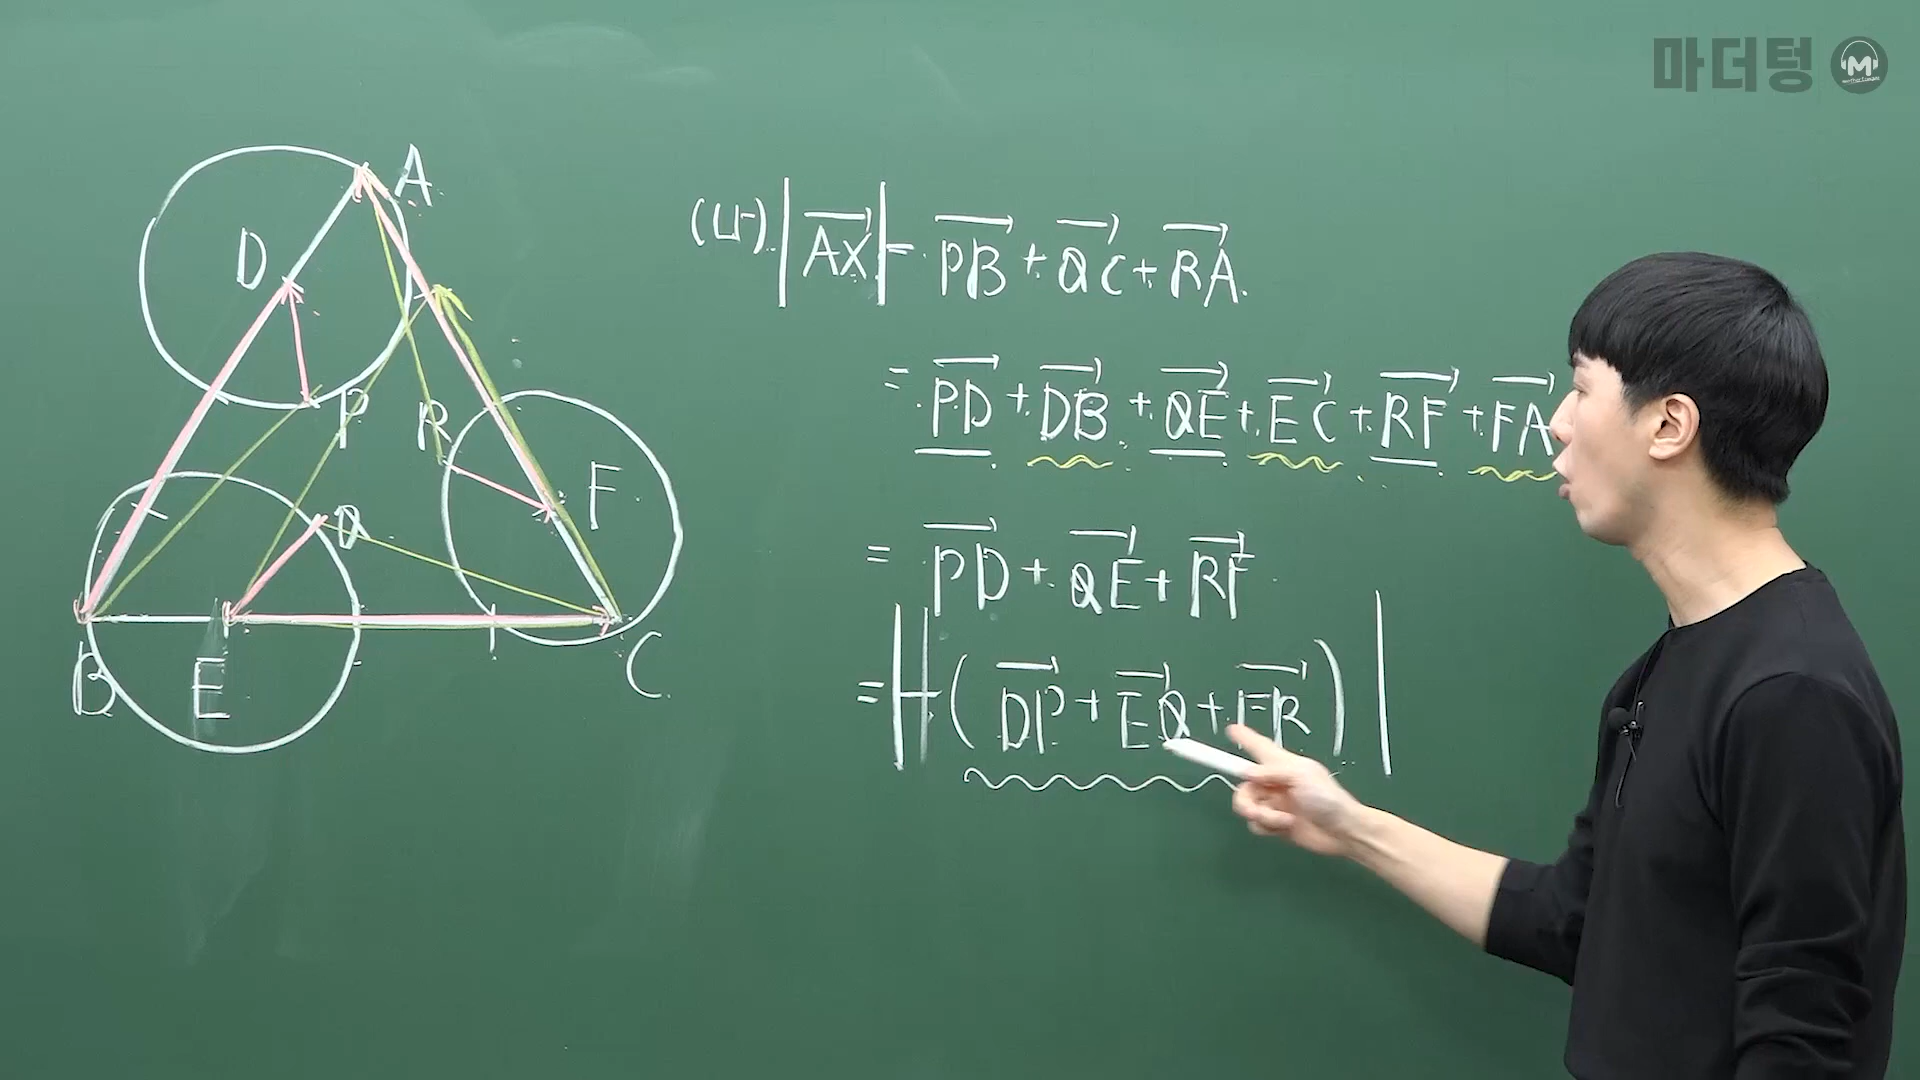 마더텅 M
A
D
P
R
F
Q
B
E
C
(나) |AX| = PB + QC + RA
= PD + DB + QE + EC + RF + FA
= PD + QE + RF
= |-(DP + EQ + FR)|